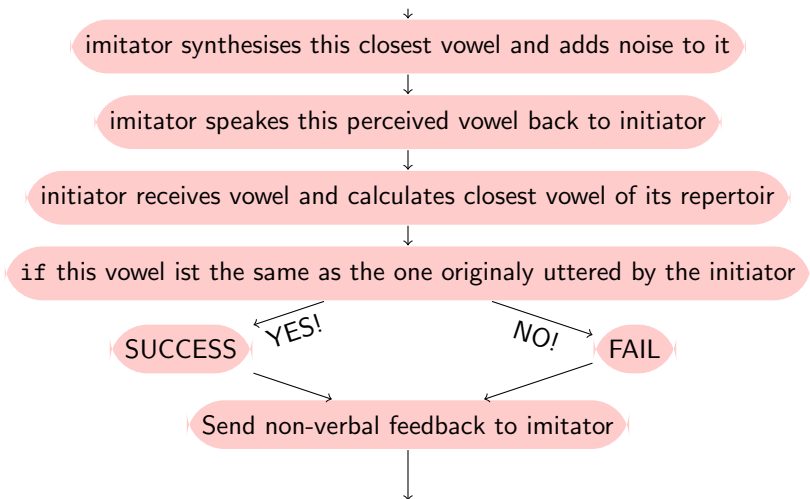 imitator synthesises this closest vowel and adds noise to it
imitator speakes this perceived vowel back to initiator
initiator receives vowel and calculates closest vowel of its repertoir
if this vowel ist the same as the one originaly uttered by the initiator
YES!
NO!
SUCCESS
FAIL
Send non-verbal feedback to imitator